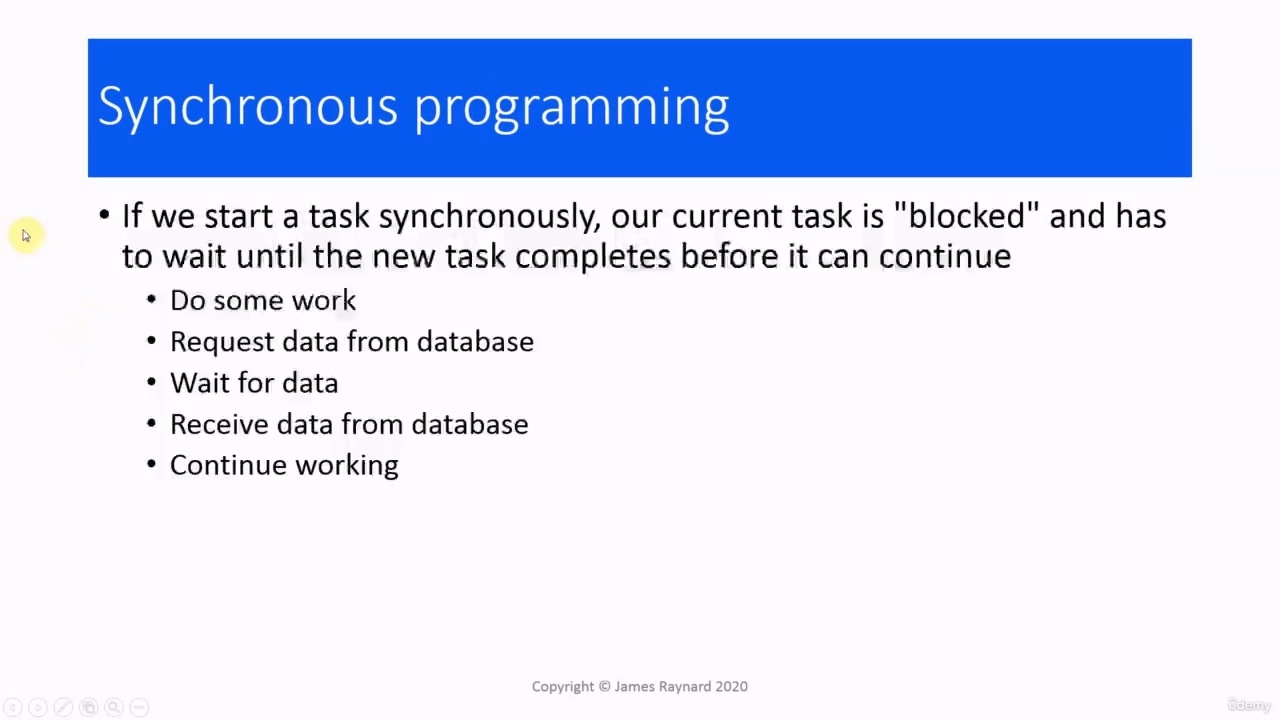 Synchronous programming
• If we start a task synchronously, our current task is "blocked" and has
to wait until the new task completes before it can continue
• Do some work
• Request data from database
• Wait for data
• Receive data from database
• Continue working
Copyright © James Raynard 2020
ûdemy